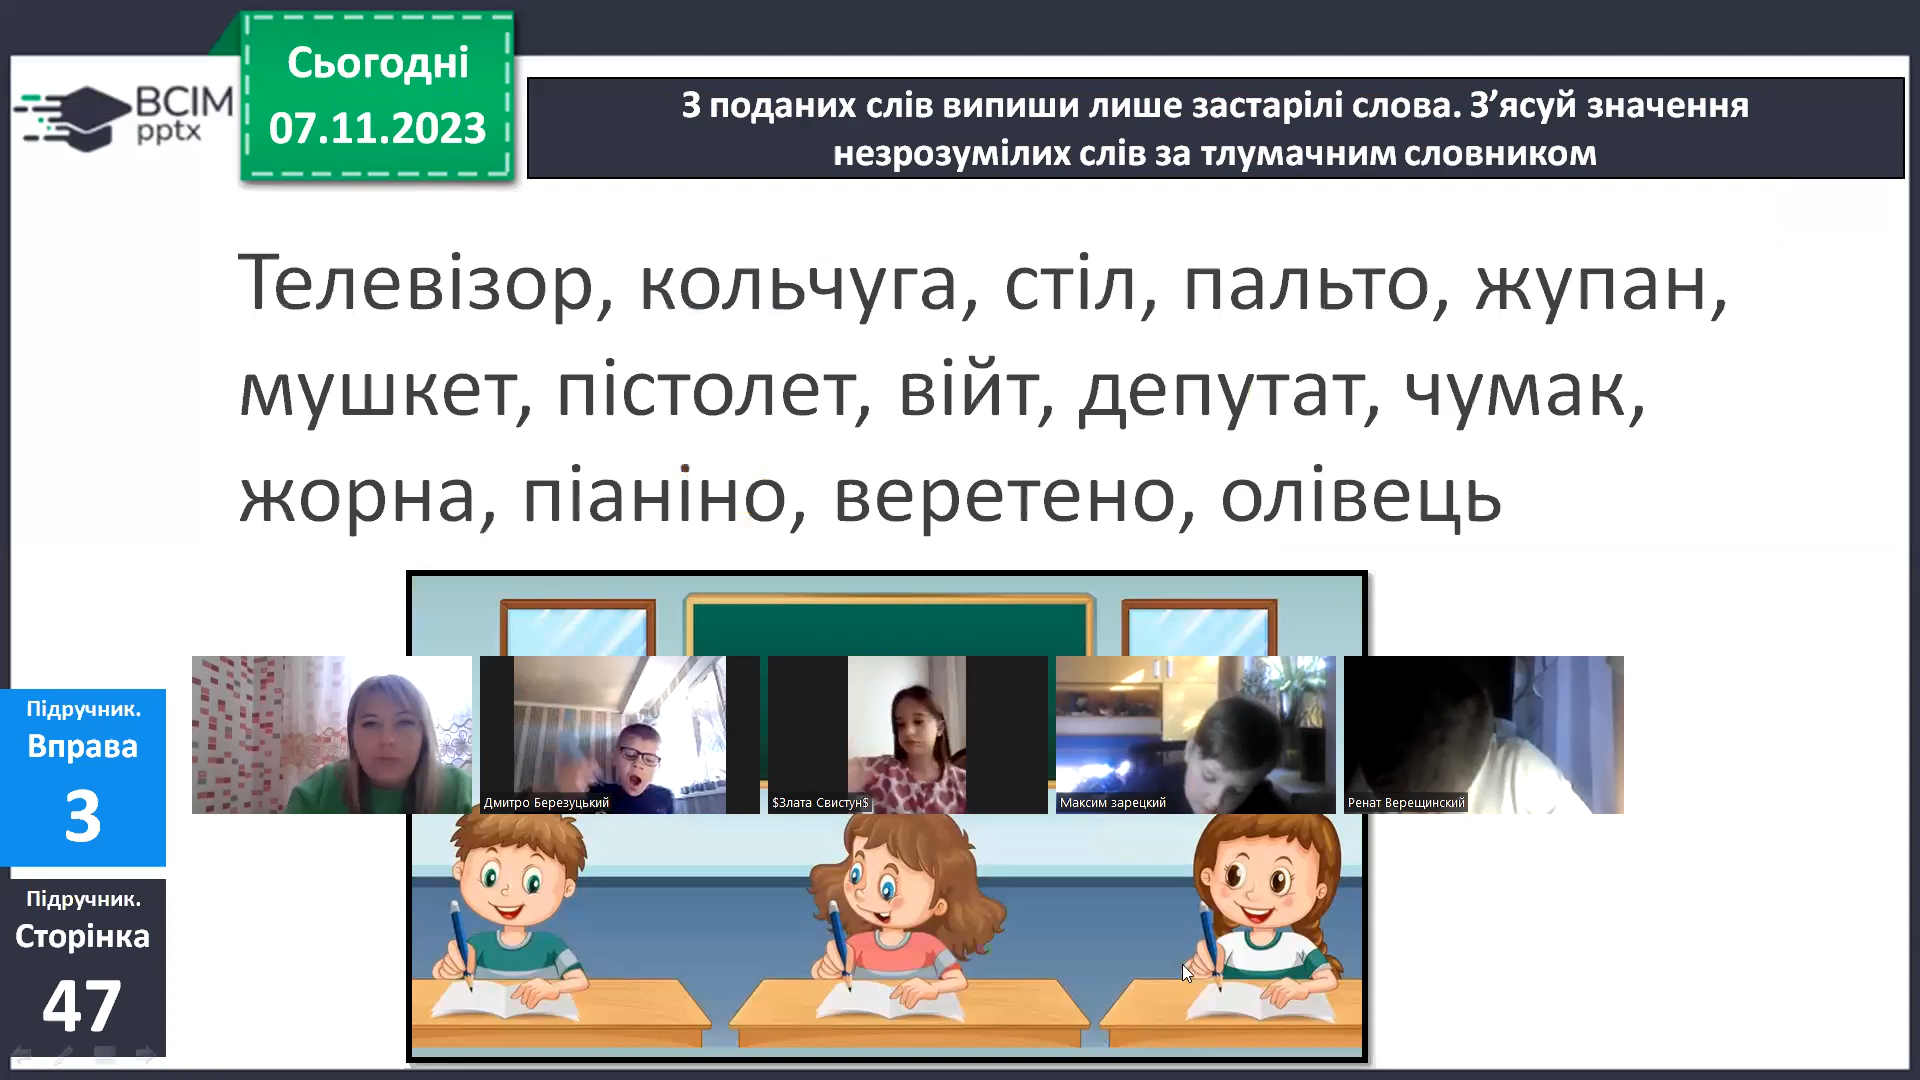 Сьогодні
07.11.2023
ВСІМ
pptx
З поданих слів випиши лише застарілі слова. З’ясуй значення
незрозумілих слів за тлумачним словником
Телевізор, кольчуга, стіл, пальто, жупан,
мушкет, пістолет, війт, депутат, чумак,
жорна, піаніно, веретено, олівець
Дмитро Березуцький
$Злата Свистун$
Максим зарецкий
Ренат Верещинский
Підручник.
Вправа
3
Підручник.
Сторінка
47